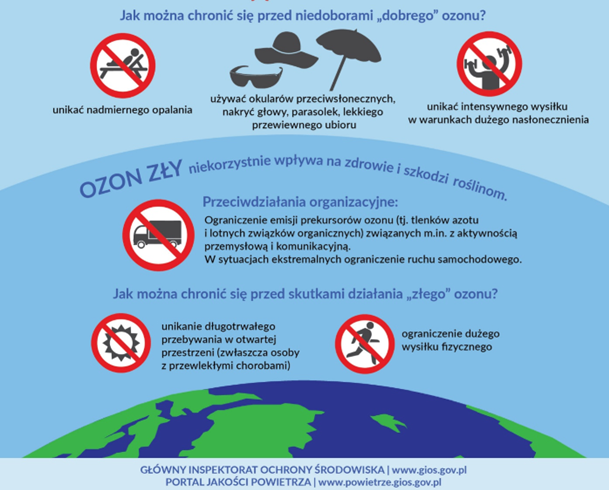 Jak można chronić się przed niedoborami „dobrego” ozonu?
unikać nadmiernego opalania
używać okularów przeciwsłonecznych,
nakryć głowy, parasolek, lekkiego
przewiewnego ubioru
unikać intensywnego wysiłku
w warunkach dużego nasłonecznienia
OZON ZŁY niekorzystnie wpływa na zdrowie i szkodzi roślinom.
Przeciwdziałania organizacyjne:
Ograniczenie emisji prekursorów ozonu (tj. tlenków azotu
i lotnych związków organicznych) związanych m.in. z aktywnością
przemysłową i komunikacyjną.
W sytuacjach ekstremalnych ograniczenie ruchu samochodowego.
Jak można chronić się przed skutkami działania „złego” ozonu?
unikanie długotrwałego
przebywania w otwartej
przestrzeni (zwłaszcza osoby
z przewlekłymi chorobami)
ograniczenie dużego
wysiłku fizycznego
GŁÓWNY INSPEKTORAT OCHRONY ŚRODOWISKA | www.gios.gov.pl
PORTAL JAKOŚCI POWIETRZA | www.powietrze.gios.gov.pl